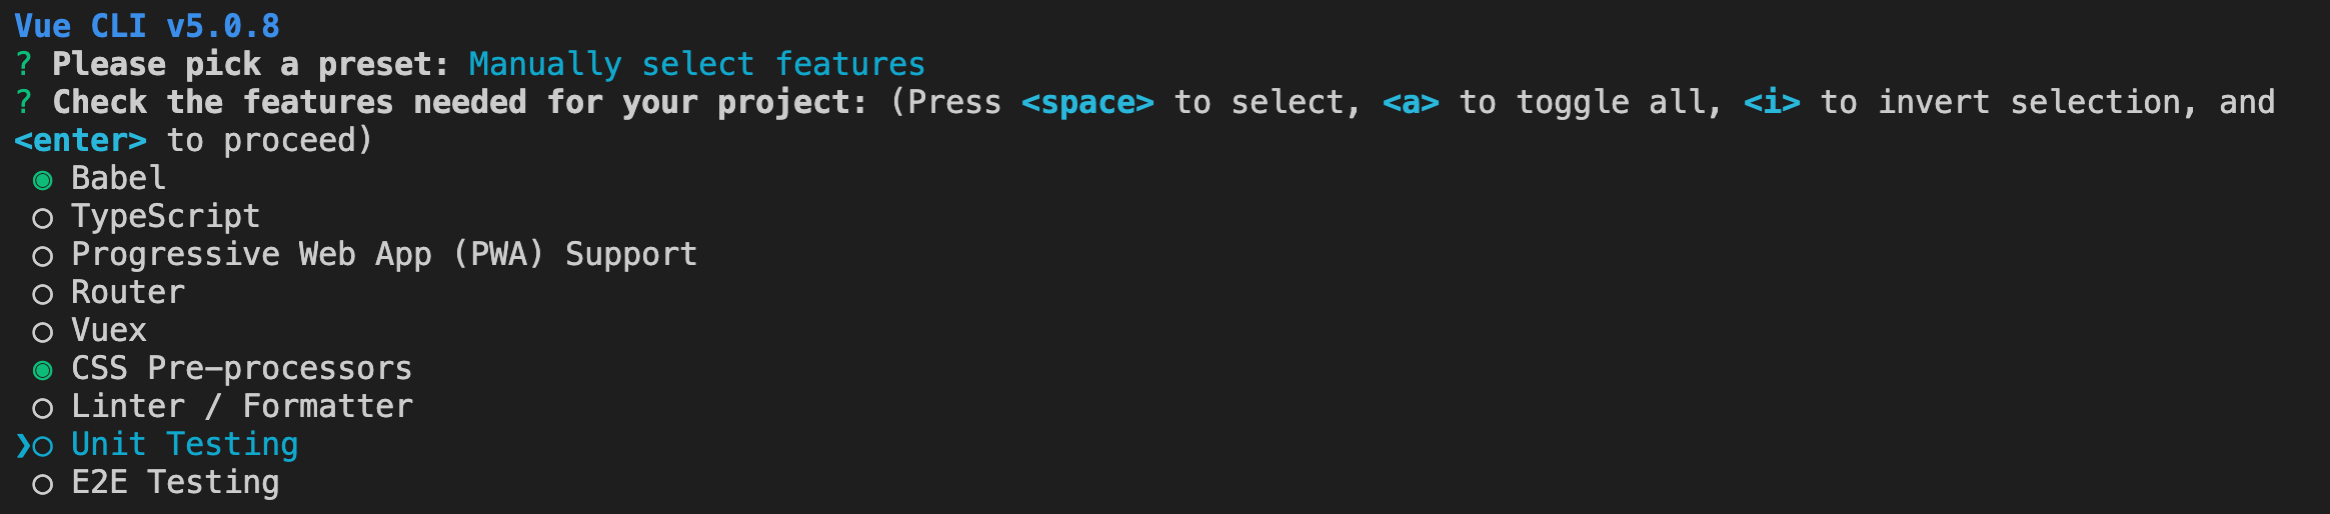 Vue CLI v5.0.8
? Please pick a preset: Manually select features
? Check the features needed for your project: (Press <space> to select, <a> to toggle all, <i> to invert selection, and
<enter> to proceed)
◉ Babel
◯ TypeScript
◯ Progressive Web App (PWA) Support
◯ Router
◯ Vuex
◉ CSS Pre-processors
◯ Linter / Formatter
❯◯ Unit Testing
◯ E2E Testing